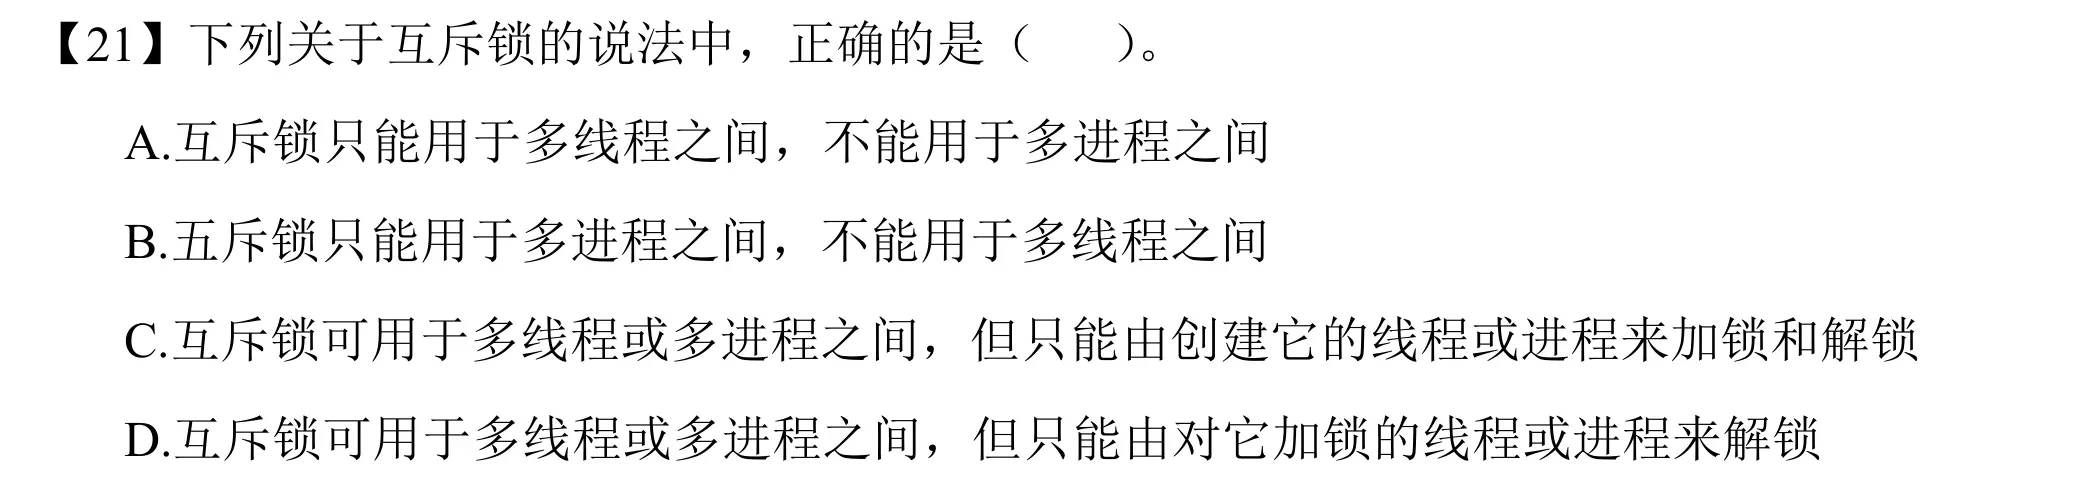 【21】下列关于互斥锁的说法中，正确的是（ ）。
A.互斥锁只能用于多线程之间，不能用于多进程之间
B.五斥锁只能用于多进程之间，不能用于多线程之间
C.互斥锁可用于多线程或多进程之间，但只能由创建它的线程或进程来加锁和解锁
D.互斥锁可用于多线程或多进程之间，但只能由对它加锁的线程或进程来解锁